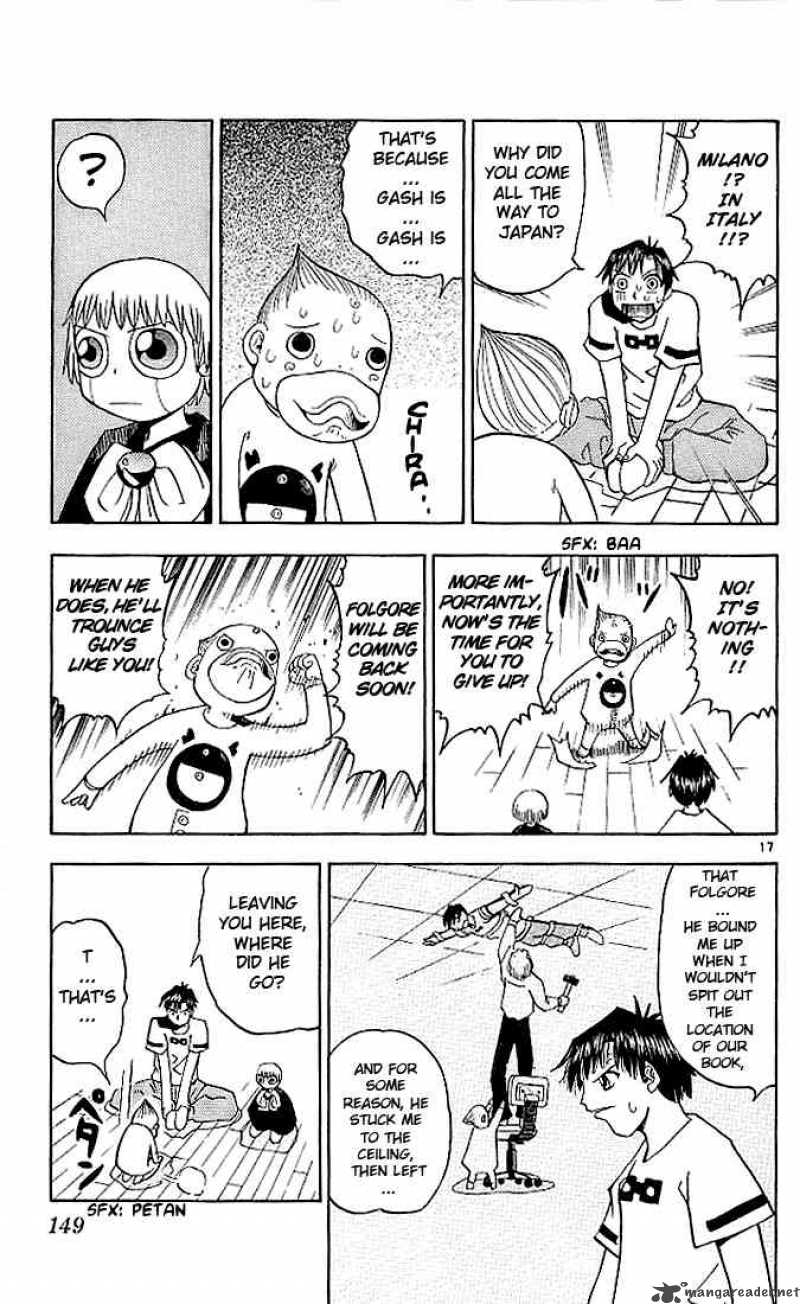 MILANO
!?
IN
ITALY
!!?
WHY DID
YOU COME
ALL THE
WAY TO
JAPAN?
THAT'S
BECAUSE
...
GASH IS
...
GASH IS
...
CHIRA..
?
SFX: BAA
NO!
IT'S
NOTH-
ING
!!
MORE IM-
PORTANTLY,
NOW'S THE
TIME FOR
YOU TO
GIVE UP!
FOLGORE
WILL BE
COMING
BACK
SOON!
WHEN HE
DOES, HE'LL
TROUNCE
GUYS
LIKE YOU!
17
THAT
FOLGORE
...
HE BOUND
ME UP
WHEN I
WOULDN'T
SPIT OUT
THE
LOCATION
OF OUR
BOOK,
AND FOR
SOME
REASON, HE
STUCK ME
TO THE
CEILING,
THEN LEFT
...
LEAVING
YOU HERE,
WHERE
DID HE
GO?
T
...
THAT'S
...
ペタン
SFX: PETAN
149
mangareader.net